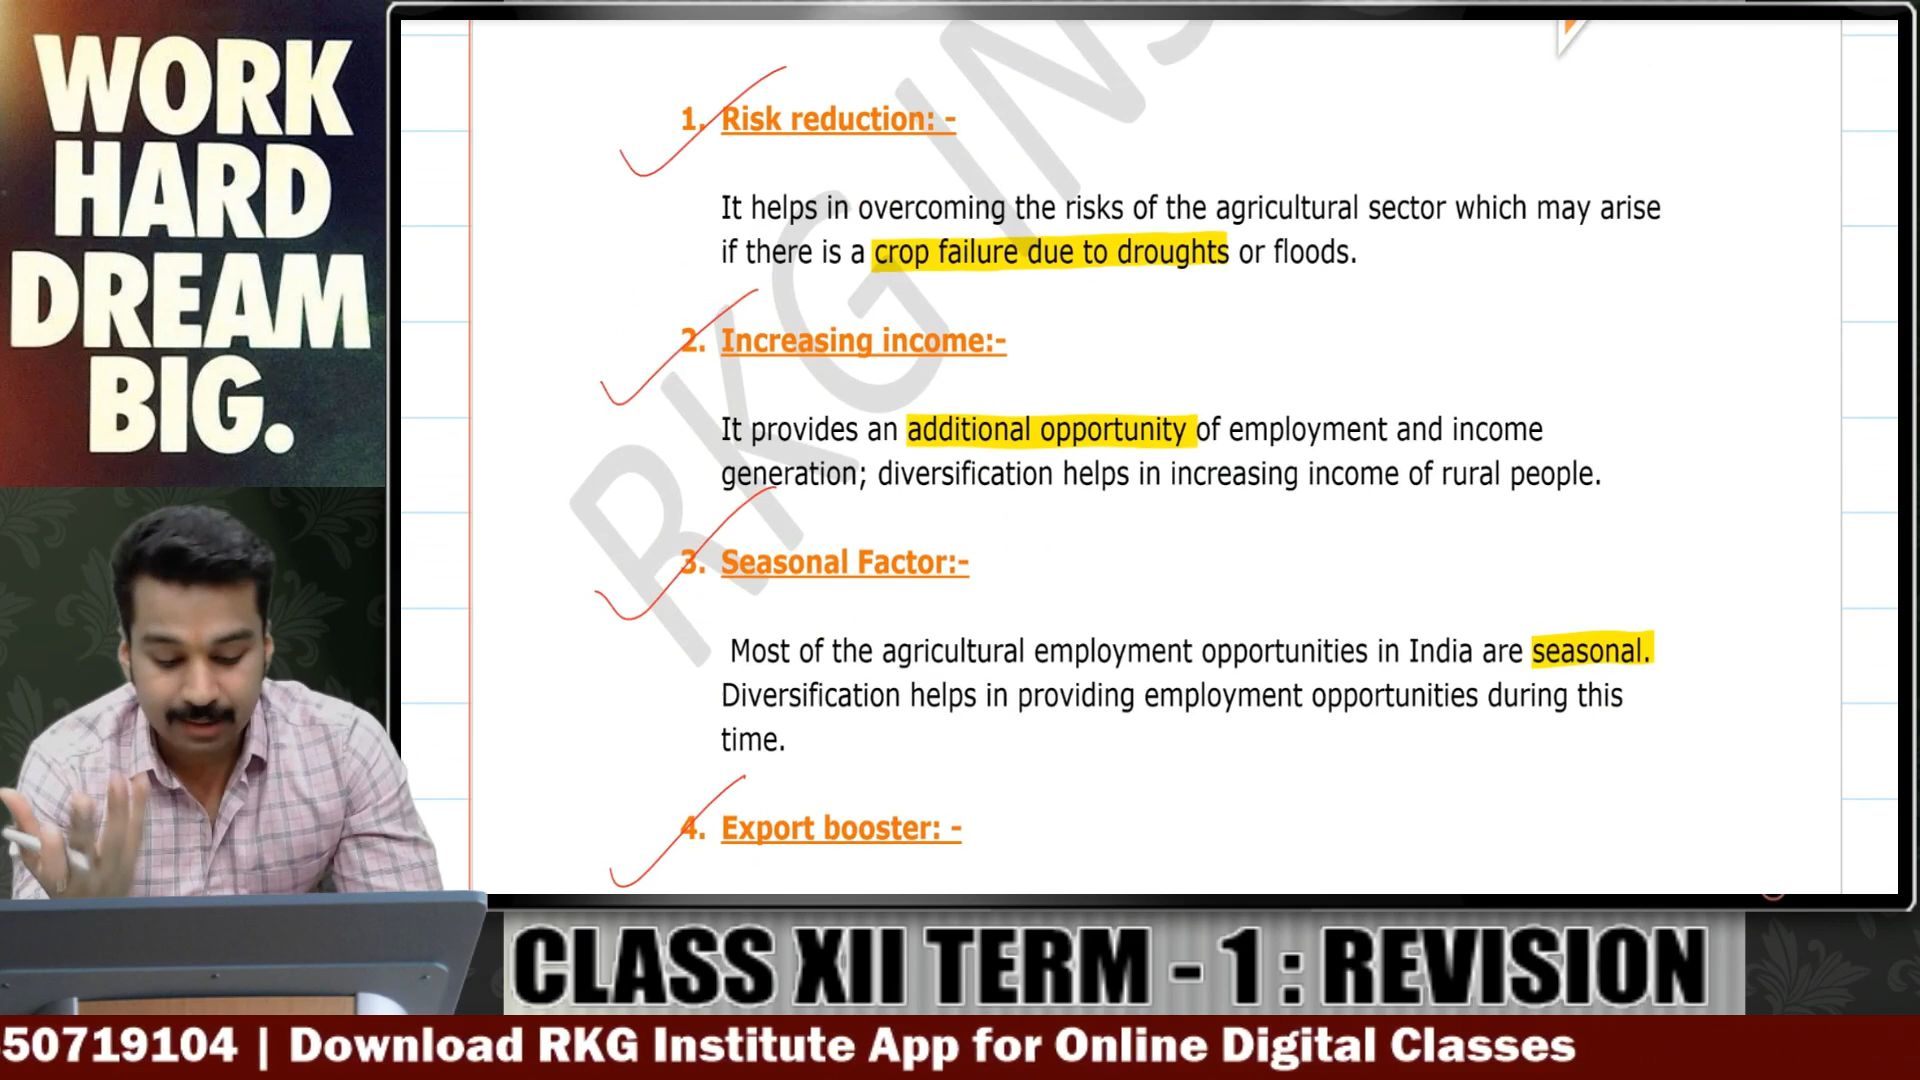 WORK
HARD
DREAM
BIG.
RKG INS
1. Risk reduction: -
It helps in overcoming the risks of the agricultural sector which may arise
if there is a crop failure due to droughts or floods.
2. Increasing income:-
It provides an additional opportunity of employment and income
generation; diversification helps in increasing income of rural people.
3. Seasonal Factor:-
Most of the agricultural employment opportunities in India are seasonal.
Diversification helps in providing employment opportunities during this
time.
4. Export booster: -
CLASS XII TERM - 1 : REVISION
50719104 | Download RKG Institute App for Online Digital Classes